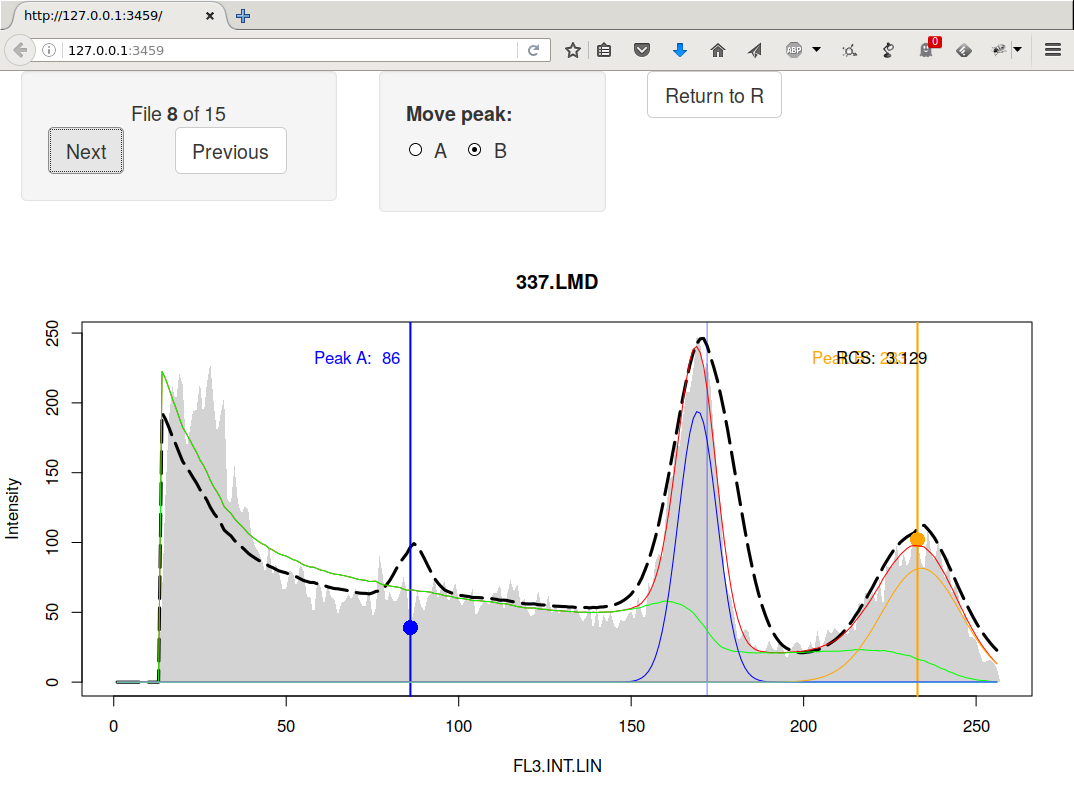 http://127.0.0.1:3459/
127.0.0.1:3459
ABP
0
File 8 of 15
Next Previous
Move peak:
A B
Return to R
337.LMD
Peak A: 86
RCS: 3.129
Intensity
0 50 100 150 200 250
0 50 100 150 200 250
FL3.INT.LIN